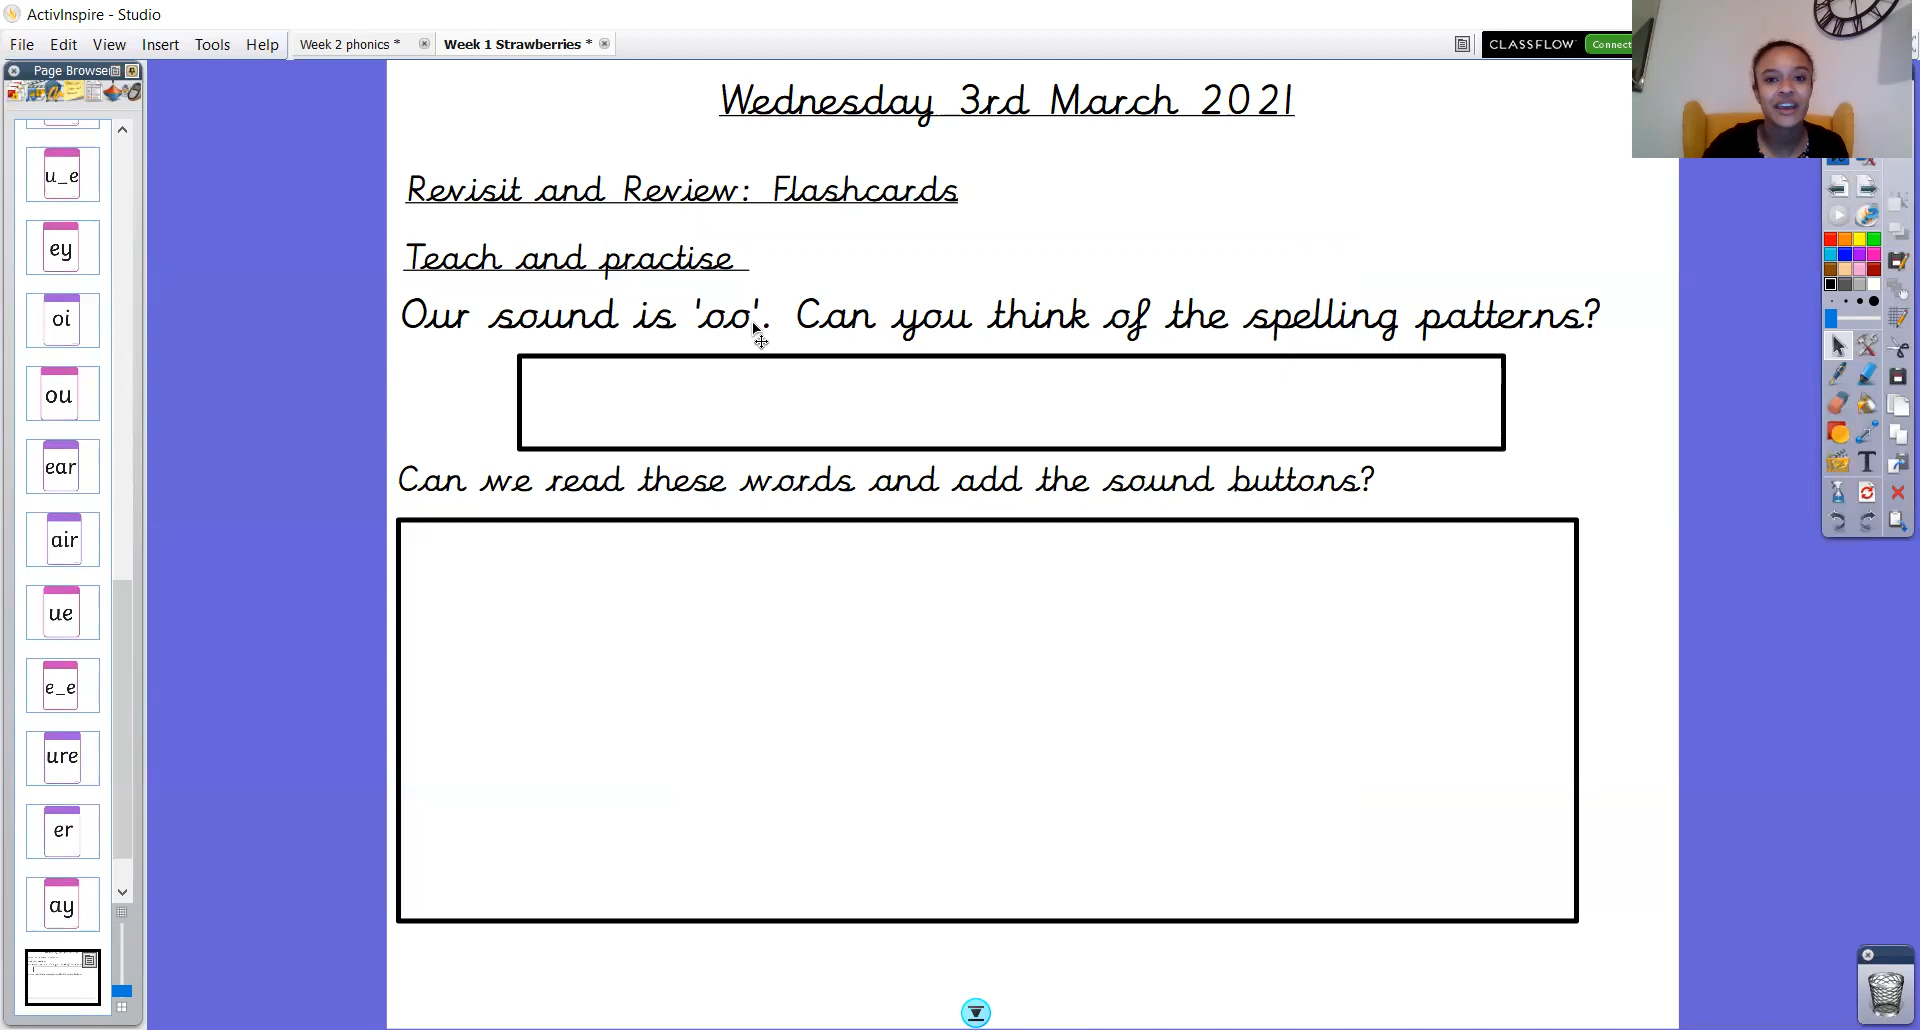 ActivInspire - Studio
File Edit View Insert Tools Help
Week 2 phonics *
Week 1 Strawberries *
CLASSFLOW
Connect
Page Browser
u_e
ey
oi
ou
ear
air
ue
e_e
ure
er
ay
Wednesday 3rd March 2021
Revisit and Review: Flashcards
Teach and practise
Our sound is 'oo'. Can you think of the spelling patterns?
Can we read these words and add the sound buttons?
T